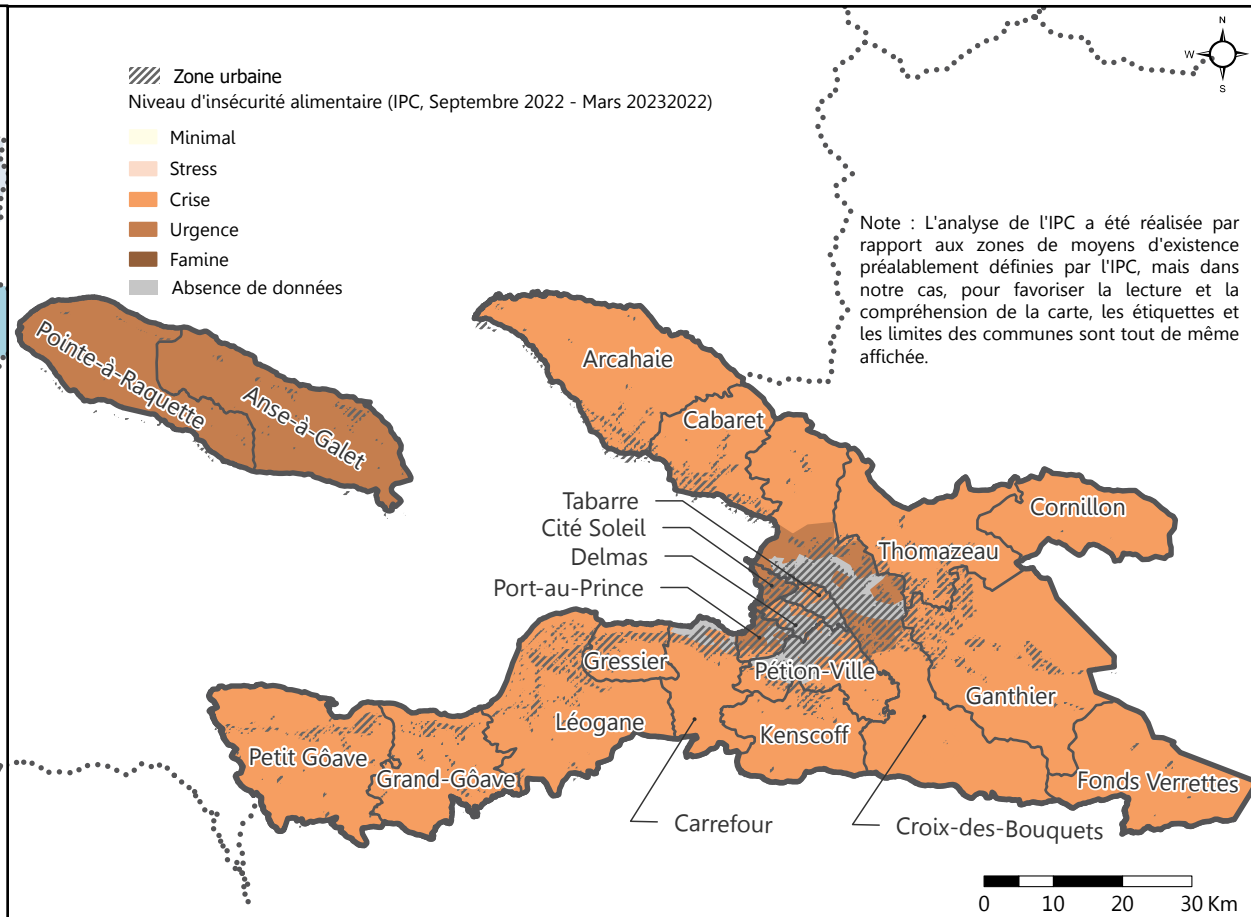 N
W
S
Zone urbaine
Niveau d'insécurité alimentaire (IPC, Septembre 2022 - Mars 20232022)
Minimal
Stress
Crise
Urgence
Famine
Absence de données
Note : L'analyse de l'IPC a été réalisée par
rapport aux zones de moyens d'existence
préalablement définies par l'IPC, mais dans
notre cas, pour favoriser la lecture et la
compréhension de la carte, les étiquettes et
les limites des communes sont tout de même
affichée.
Pointe-à-Raquette
Anse-à-Galet
Arcahaie
Cabaret
Tabarre
Cité Soleil
Delmas
Port-au-Prince
Cornillon
Thomazeau
Gressier
Pétion-Ville
Ganthier
Léogane
Kenscoff
Petit Gôave
Grand-Gôave
Fonds Verrettes
Carrefour
Croix-des-Bouquets
0 10 20 30 Km